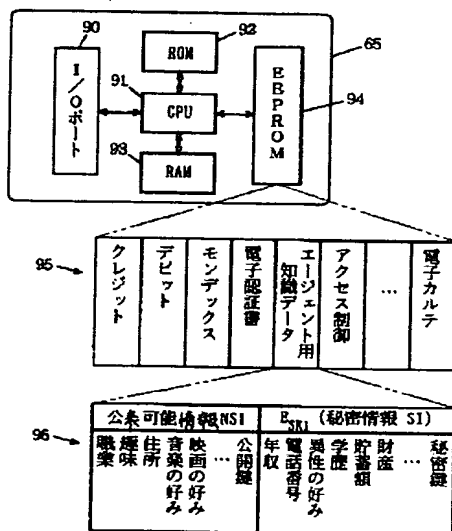 90
92
65
I/Oポート
91
ROM
CPU
94
EEPROM
93
RAM
95
クレジット
デビット
モンデックス
電子認証書
エージェント用
知識データ
アクセス制御
…
電子カルテ
96
公表可能情報NSI
E_SK1 (秘密情報 SI)
職業
趣味
住所
音楽の好み
映画の好み
…
公開鍵
年収
電話番号
異性の好み
学歴
貯蓄額
財産
…
秘密鍵